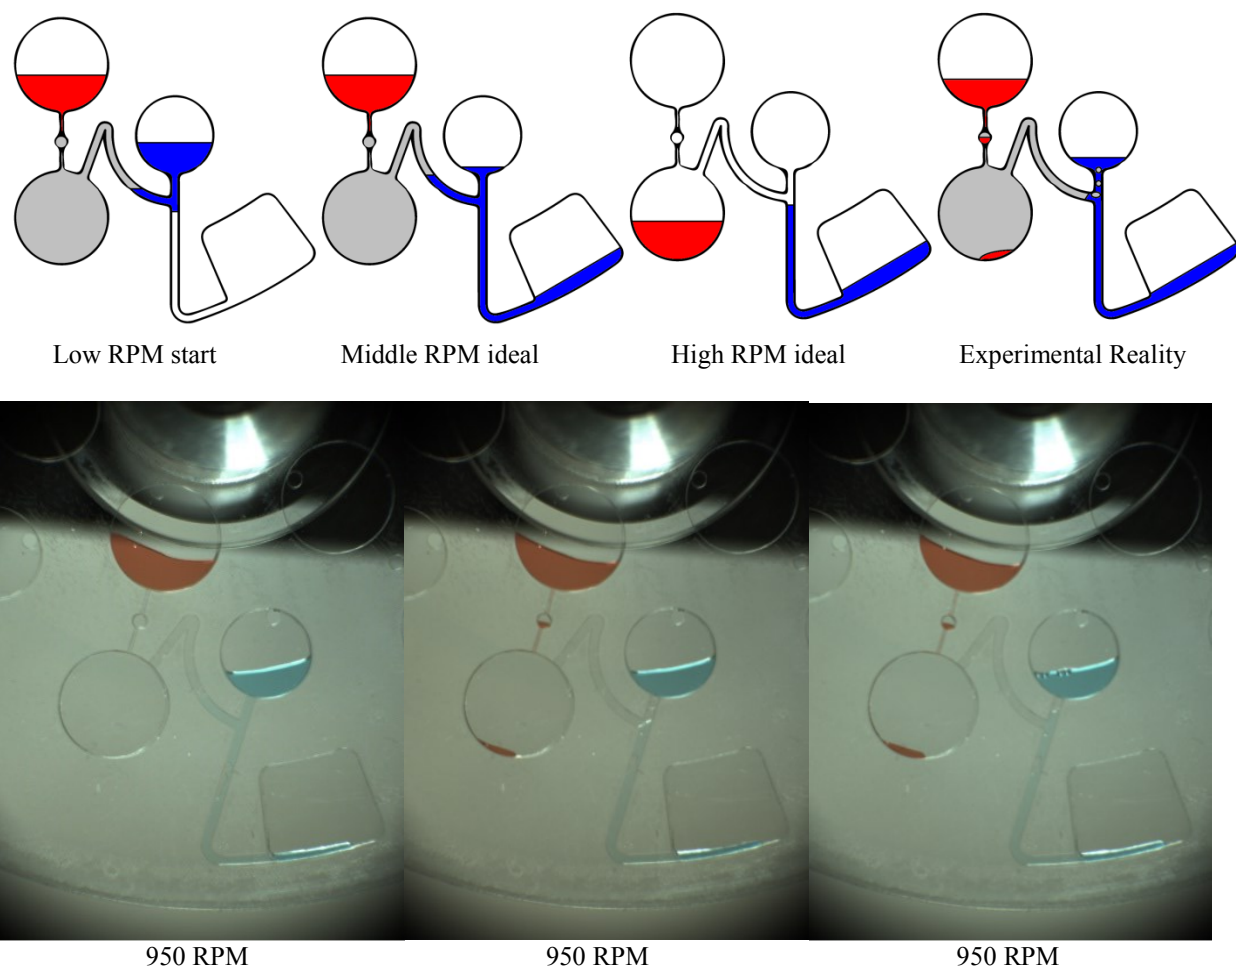 Low RPM start
Middle RPM ideal
High RPM ideal
Experimental Reality
950 RPM
950 RPM
950 RPM